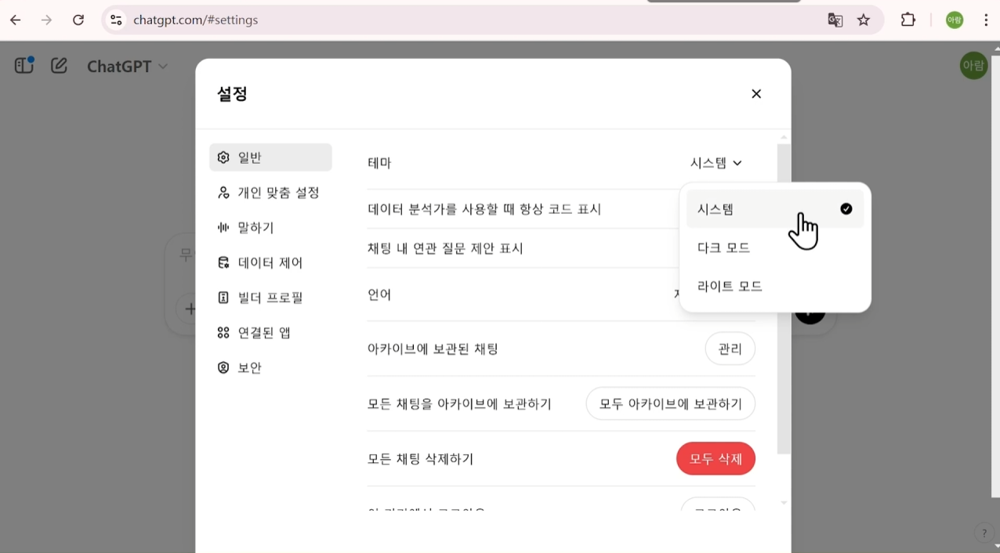 chatgpt.com/#settings
아람
ChatGPT
아람
설정
일반
개인 맞춤 설정
말하기
데이터 제어
빌더 프로필
연결된 앱
보안
테마
시스템
데이터 분석가를 사용할 때 항상 코드 표시
채팅 내 연관 질문 제안 표시
언어
시스템
다크 모드
라이트 모드
아카이브에 보관된 채팅
관리
모든 채팅을 아카이브에 보관하기
모두 아카이브에 보관하기
모든 채팅 삭제하기
모두 삭제
?